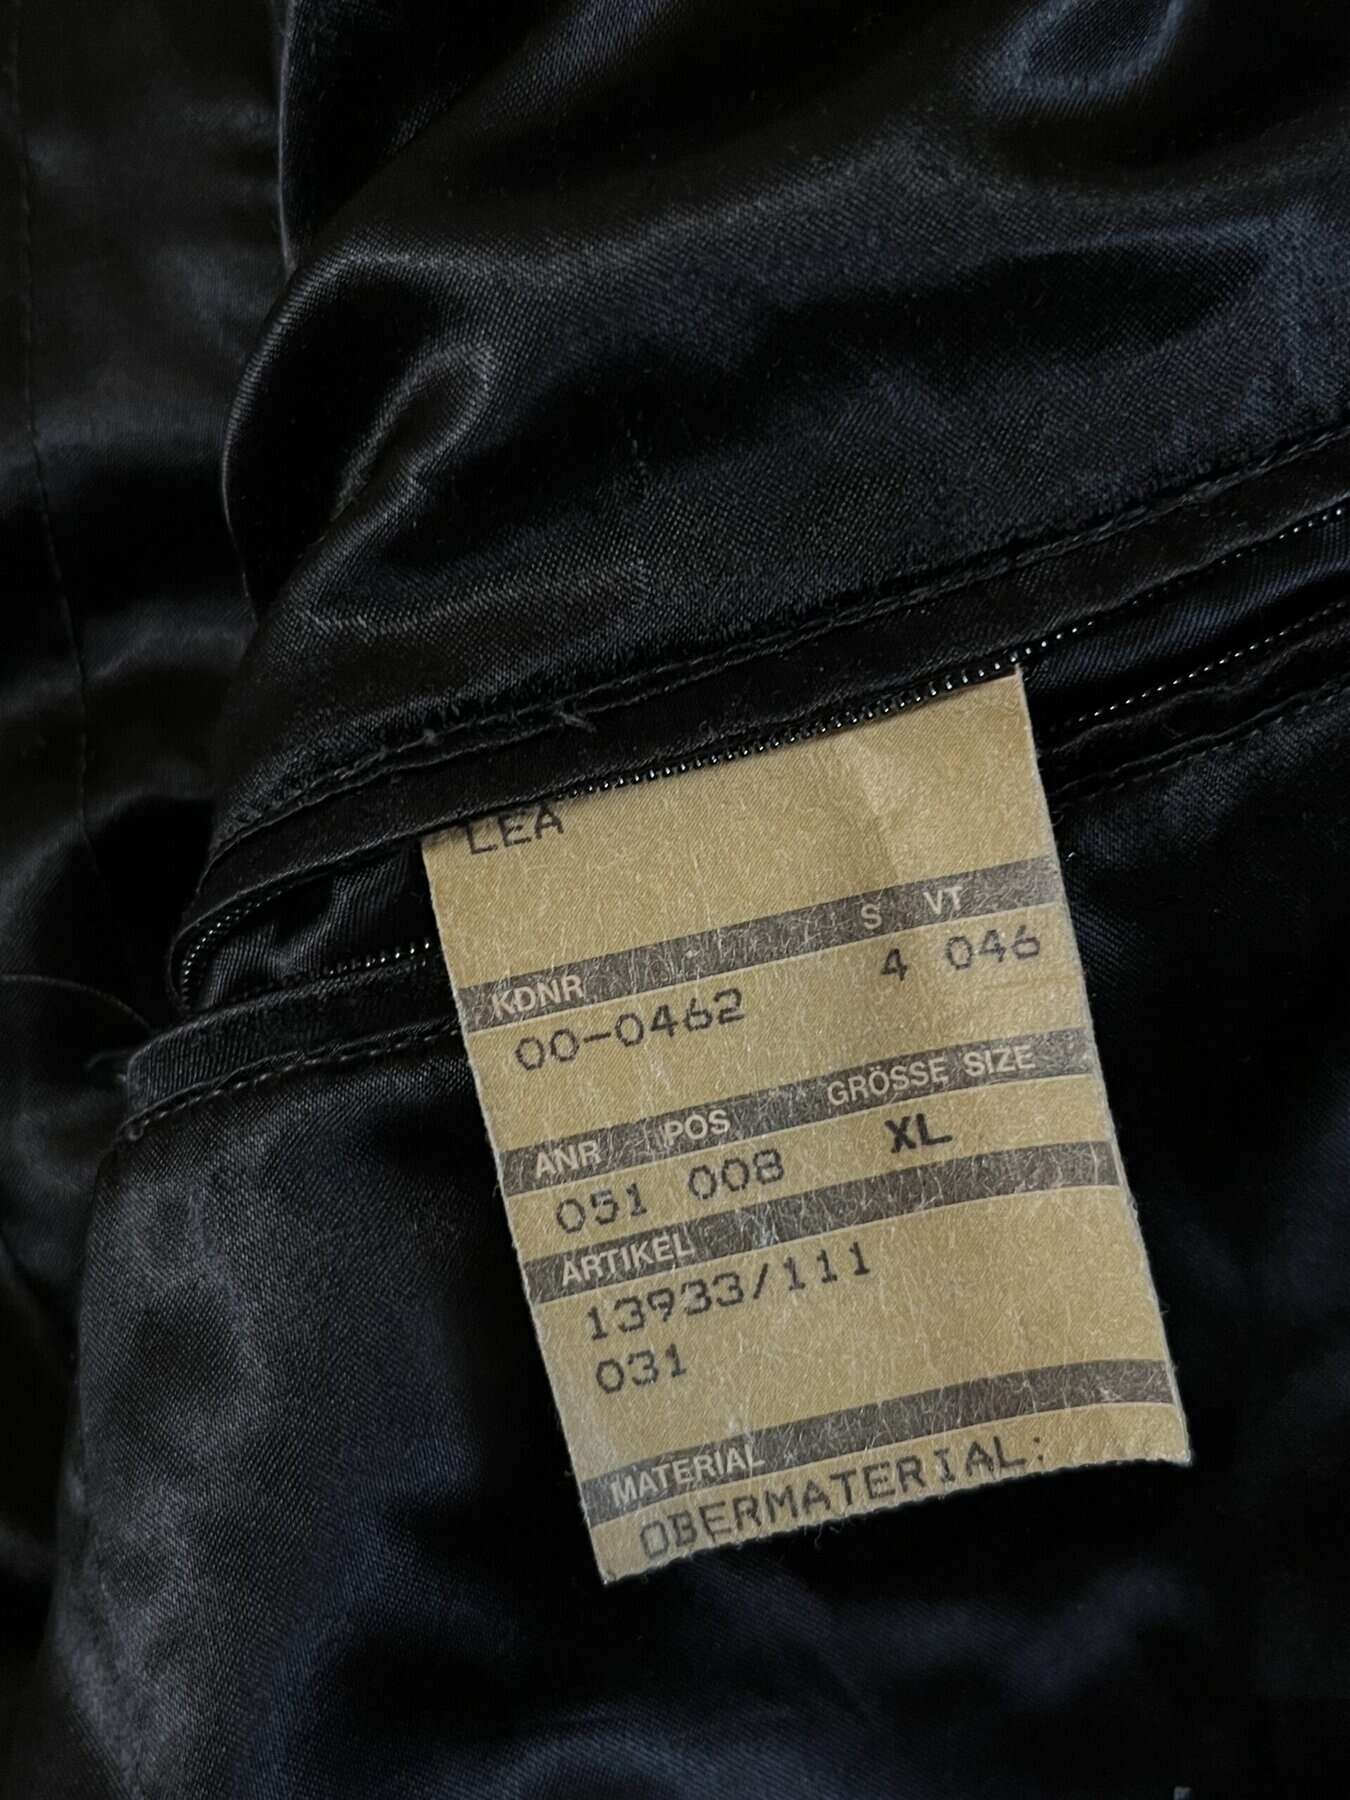 LEA
KDNR S VT
00-0462 4 046
ANR POS GRÖSSE SIZE
051 008 XL
ARTIKEL
13933/111
031
MATERIAL
OBERMATERIAL: